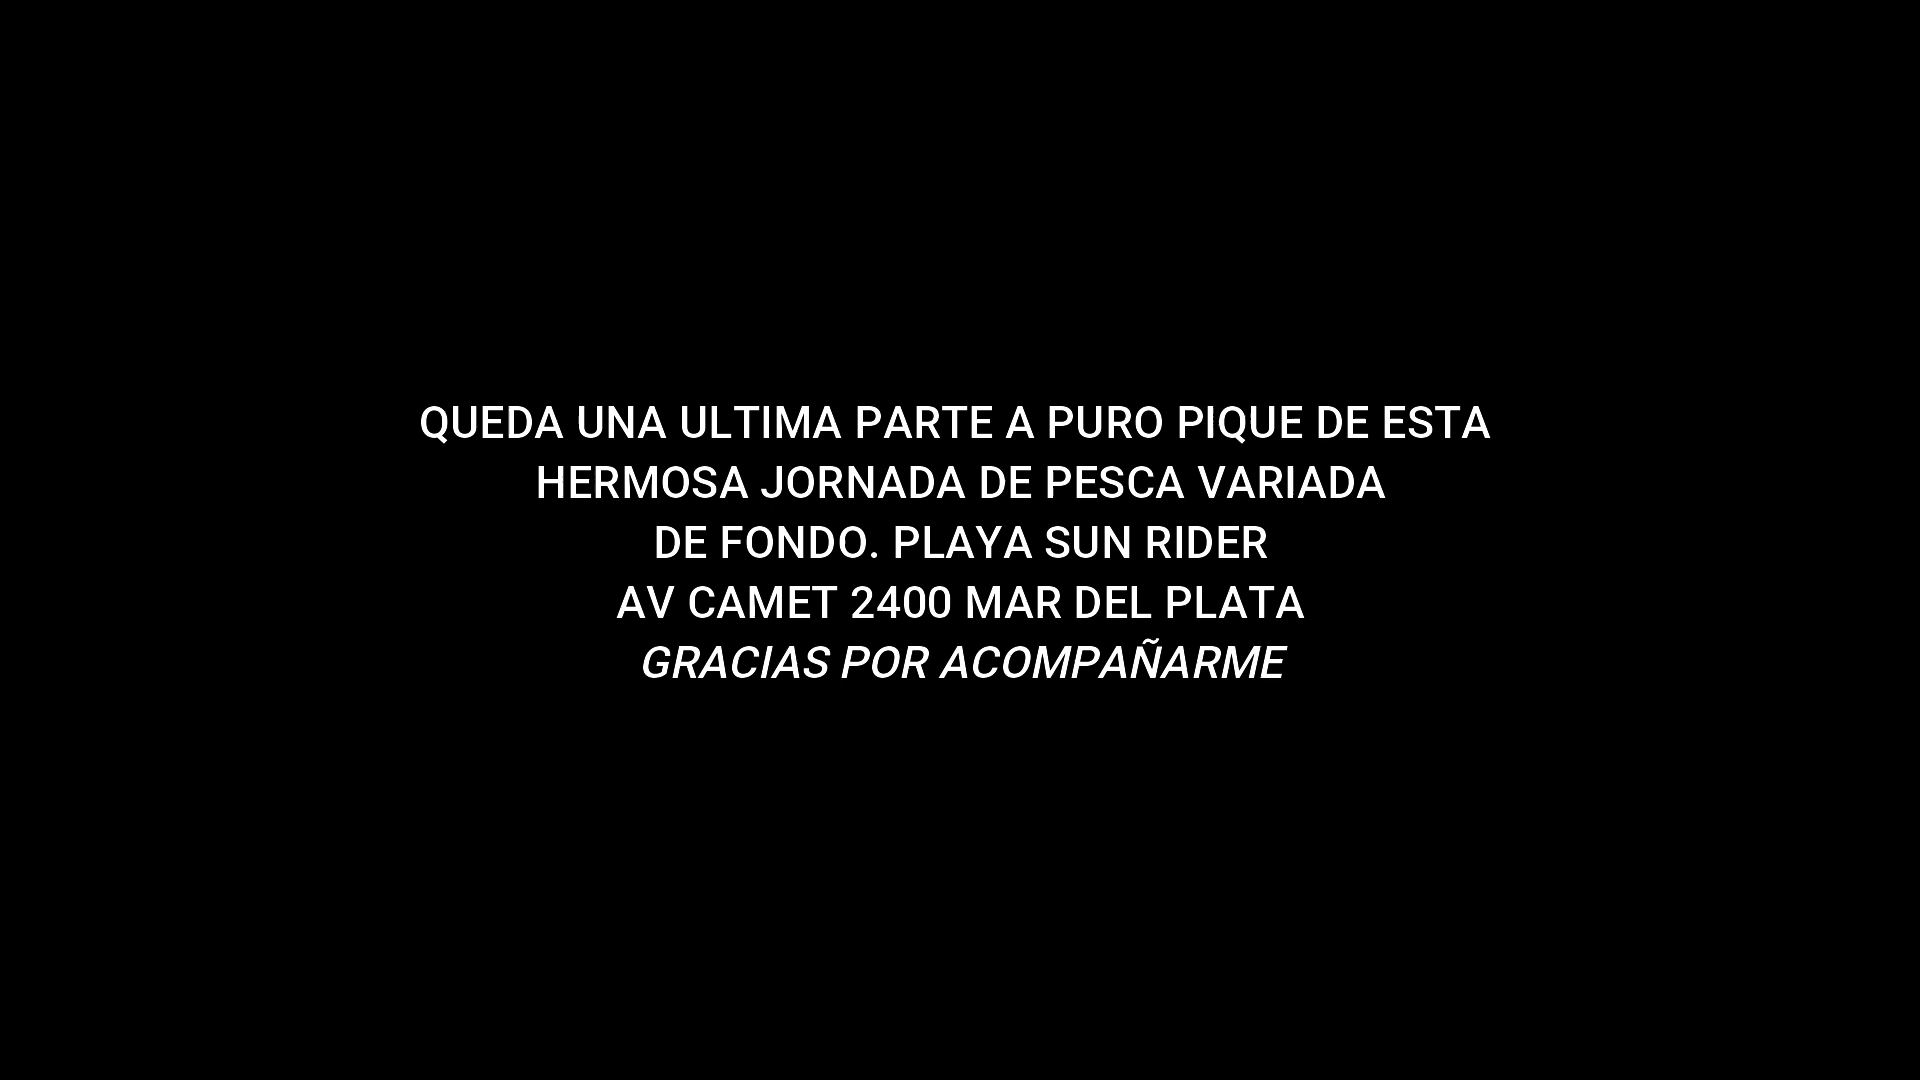 QUEDA UNA ULTIMA PARTE A PURO PIQUE DE ESTA
HERMOSA JORNADA DE PESCA VARIADA
DE FONDO. PLAYA SUN RIDER
AV CAMET 2400 MAR DEL PLATA
GRACIAS POR ACOMPAÑARME